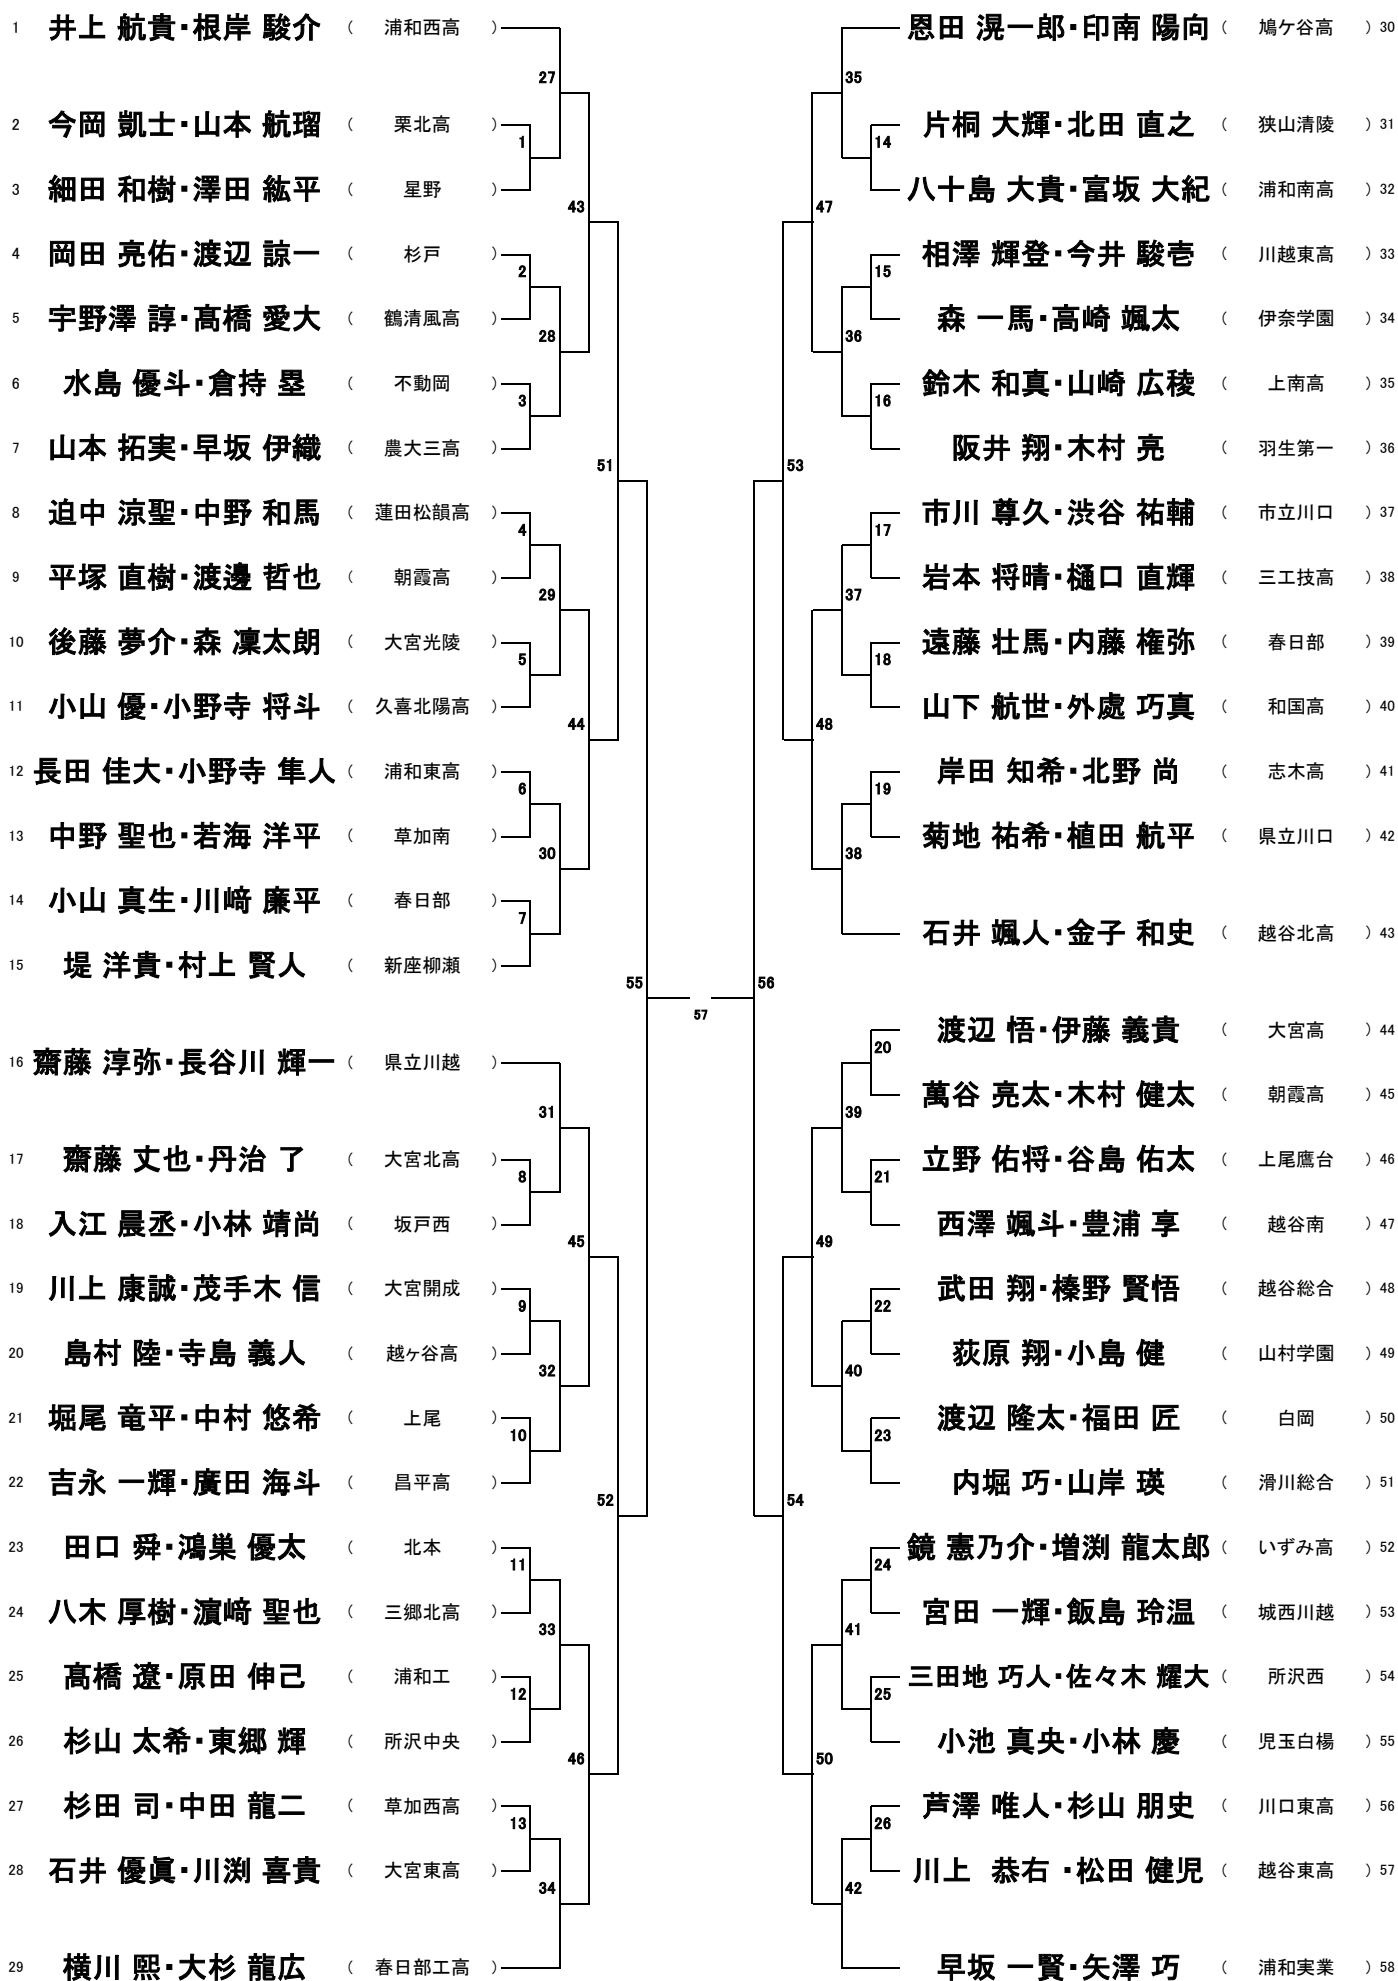 1 井上 航貴・根岸 駿介 ( 浦和西高 )
27
2 今岡 凱士・山本 航瑠 ( 栗北高 )
1
3 細田 和樹・澤田 紘平 ( 星野 )
43
4 岡田 亮佑・渡辺 諒一 ( 杉戸 )
2
5 宇野澤 諄・髙橋 愛大 ( 鶴清風高 )
28
6 水島 優斗・倉持 塁 ( 不動岡 )
3
7 山本 拓実・早坂 伊織 ( 農大三高 )
51
8 迫中 涼聖・中野 和馬 ( 蓮田松韻高 )
4
9 平塚 直樹・渡邊 哲也 ( 朝霞高 )
29
10 後藤 夢介・森 凜太朗 ( 大宮光陵 )
5
11 小山 優・小野寺 将斗 ( 久喜北陽高 )
44
12 長田 佳大・小野寺 隼人 ( 浦和東高 )
6
13 中野 聖也・若海 洋平 ( 草加南 )
30
14 小山 真生・川﨑 廉平 ( 春日部 )
7
15 堤 洋貴・村上 賢人 ( 新座柳瀬 )
55
16 齋藤 淳弥・長谷川 輝一 ( 県立川越 )
31
17 齋藤 丈也・丹治 了 ( 大宮北高 )
8
18 入江 晨丞・小林 靖尚 ( 坂戸西 )
45
19 川上 康誠・茂手木 信 ( 大宮開成 )
9
20 島村 陸・寺島 義人 ( 越ヶ谷高 )
32
21 堀尾 竜平・中村 悠希 ( 上尾 )
10
22 吉永 一輝・廣田 海斗 ( 昌平高 )
52
23 田口 舜・鴻巣 優太 ( 北本 )
11
24 八木 厚樹・濵﨑 聖也 ( 三郷北高 )
33
25 髙橋 遼・原田 伸己 ( 浦和工 )
12
26 杉山 太希・東郷 輝 ( 所沢中央 )
46
27 杉田 司・中田 龍二 ( 草加西高 )
13
28 石井 優眞・川渕 喜貴 ( 大宮東高 )
34
29 横川 熙・大杉 龍広 ( 春日部工高 )
57
恩田 滉一郎・印南 陽向 ( 鳩ケ谷高 ) 30
35
片桐 大輝・北田 直之 ( 狭山清陵 ) 31
14
八十島 大貴・富坂 大紀 ( 浦和南高 ) 32
47
相澤 輝登・今井 駿壱 ( 川越東高 ) 33
15
森 一馬・高崎 颯太 ( 伊奈学園 ) 34
36
鈴木 和真・山崎 広稜 ( 上南高 ) 35
16
阪井 翔・木村 亮 ( 羽生第一 ) 36
53
市川 尊久・渋谷 祐輔 ( 市立川口 ) 37
17
岩本 将晴・樋口 直輝 ( 三工技高 ) 38
37
遠藤 壮馬・内藤 権弥 ( 春日部 ) 39
18
山下 航世・外處 巧真 ( 和国高 ) 40
48
岸田 知希・北野 尚 ( 志木高 ) 41
19
菊地 祐希・植田 航平 ( 県立川口 ) 42
38
石井 颯人・金子 和史 ( 越谷北高 ) 43
56
渡辺 悟・伊藤 義貴 ( 大宮高 ) 44
20
萬谷 亮太・木村 健太 ( 朝霞高 ) 45
39
立野 佑将・谷島 佑太 ( 上尾鷹台 ) 46
21
西澤 颯斗・豊浦 享 ( 越谷南 ) 47
49
武田 翔・榛野 賢悟 ( 越谷総合 ) 48
22
荻原 翔・小島 健 ( 山村学園 ) 49
40
渡辺 隆太・福田 匠 ( 白岡 ) 50
23
内堀 巧・山岸 瑛 ( 滑川総合 ) 51
54
鏡 憲乃介・増渕 龍太郎 ( いずみ高 ) 52
24
宮田 一輝・飯島 玲温 ( 城西川越 ) 53
41
三田地 巧人・佐々木 耀大 ( 所沢西 ) 54
25
小池 真央・小林 慶 ( 児玉白楊 ) 55
50
芦澤 唯人・杉山 朋史 ( 川口東高 ) 56
26
川上 恭右 ・松田 健児 ( 越谷東高 ) 57
42
早坂 一賢・矢澤 巧 ( 浦和実業 ) 58